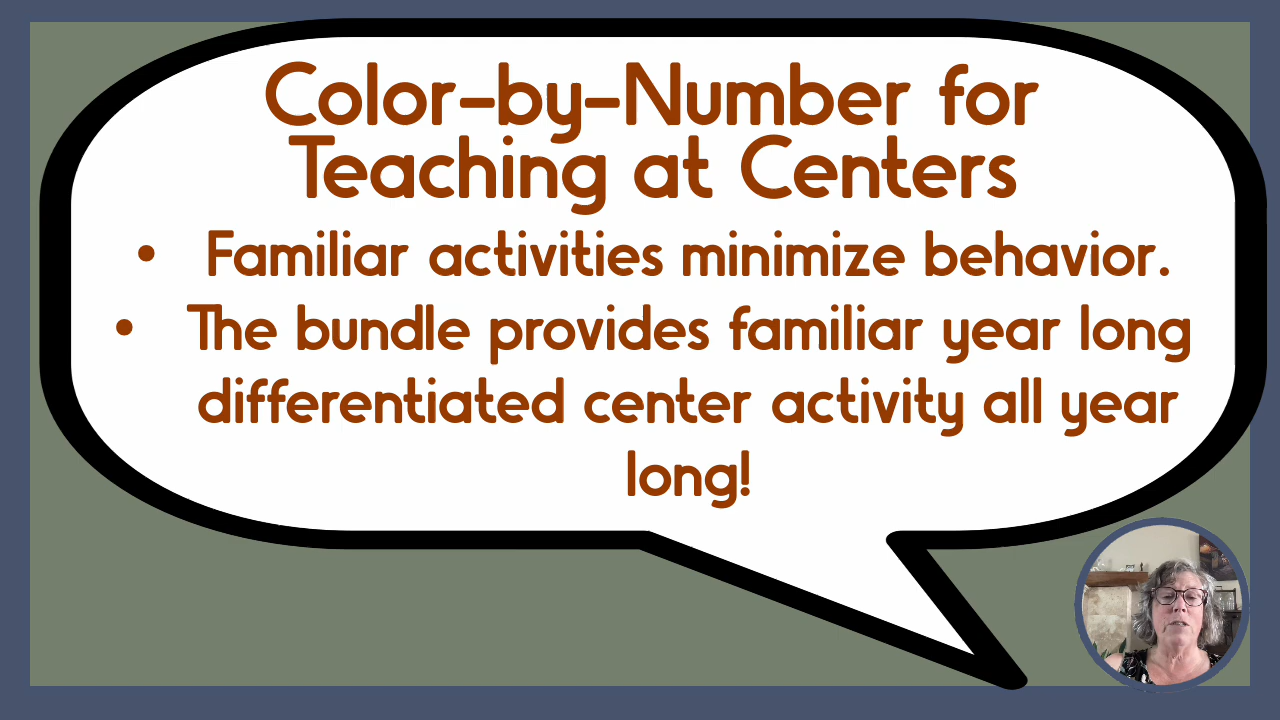 Color-by-Number for
Teaching at Centers
• Familiar activities minimize behavior.
• The bundle provides familiar year long
differentiated center activity all year
long!